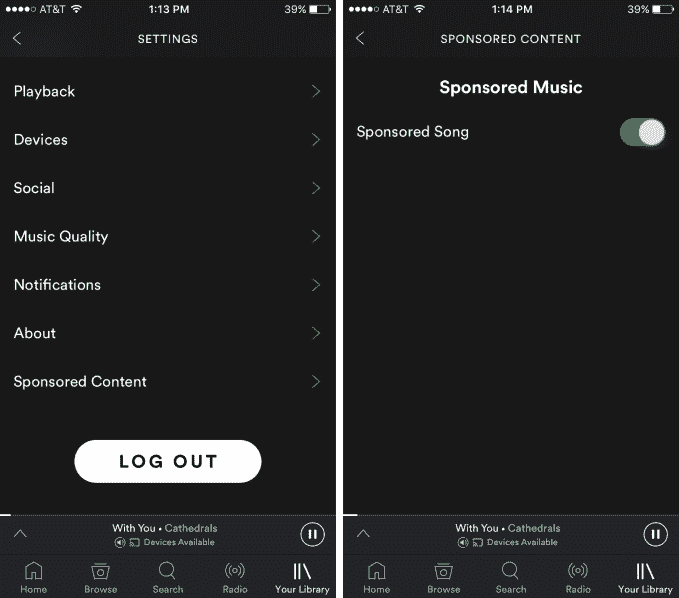 AT&T 1:13 PM 39%
SETTINGS
Playback
Devices
Social
Music Quality
Notifications
About
Sponsored Content
LOG OUT
With You • Cathedrals
Devices Available
Home Browse Search Radio Your Library
AT&T 1:14 PM 39%
SPONSORED CONTENT
Sponsored Music
Sponsored Song
With You • Cathedrals
Devices Available
Home Browse Search Radio Your Library